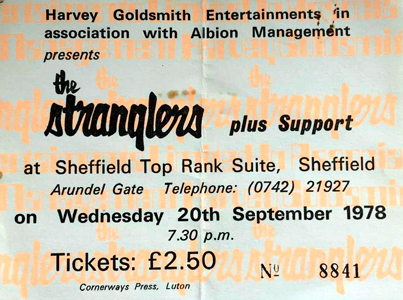 Harvey Goldsmith Entertainments in
association with Albion Management
presents
the
stranglers plus Support
at Sheffield Top Rank Suite, Sheffield
Arundel Gate Telephone: (0742) 21927
on Wednesday 20th September 1978
7.30 p.m.
Tickets: £2.50 Nº 8841
Cornerways Press, Luton